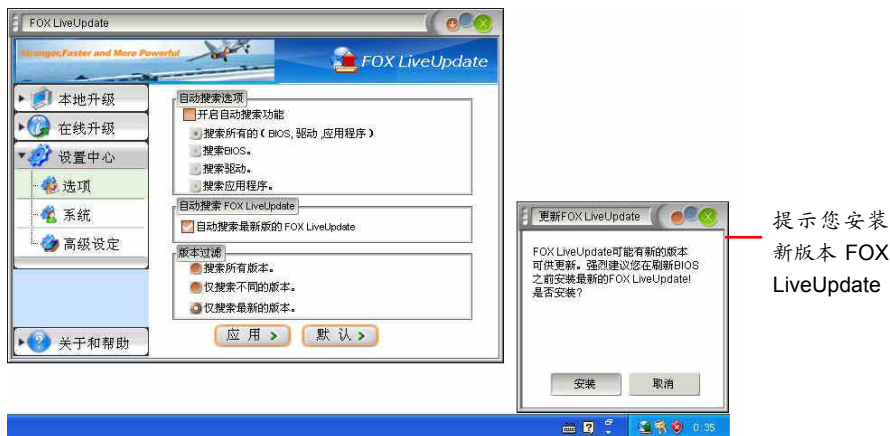 FOX LiveUpdate
Stronger,Faster and More Powerful
FOX LiveUpdate
本地升级
在线升级
设置中心
选项
系统
高级设定
关于和帮助
自动搜索选项
开启自动搜索功能
搜索所有的 ( BIOS, 驱动 ,应用程序 )
搜索BIOS。
搜索驱动。
搜索应用程序。
自动搜索 FOX LiveUpdate
自动搜索最新版的 FOX LiveUpdate
版本过滤
搜索所有版本。
仅搜索不同的版本。
仅搜索最新的版本。
应 用
默 认
更新FOX LiveUpdate
FOX LiveUpdate可能有新的版本
可供更新。强烈建议您在刷新BIOS
之前安装最新的FOX LiveUpdate!
是否安装?
安装
取消
提示您安装
新版本 FOX
LiveUpdate
0:35